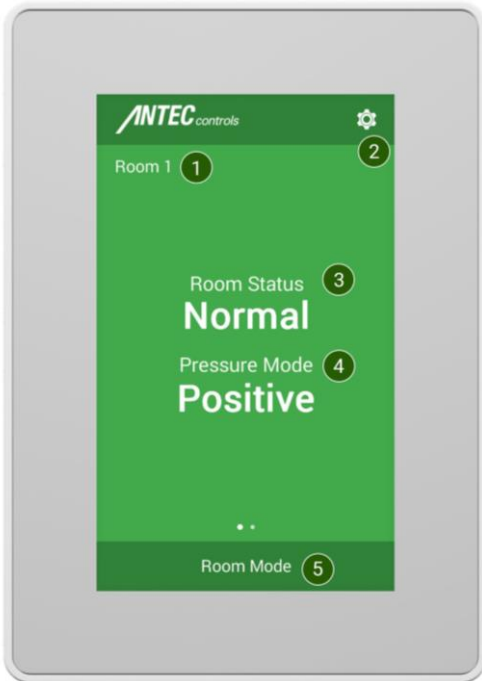 ANTEC controls
Room 1 1
2
Room Status 3
Normal
Pressure Mode 4
Positive
Room Mode 5